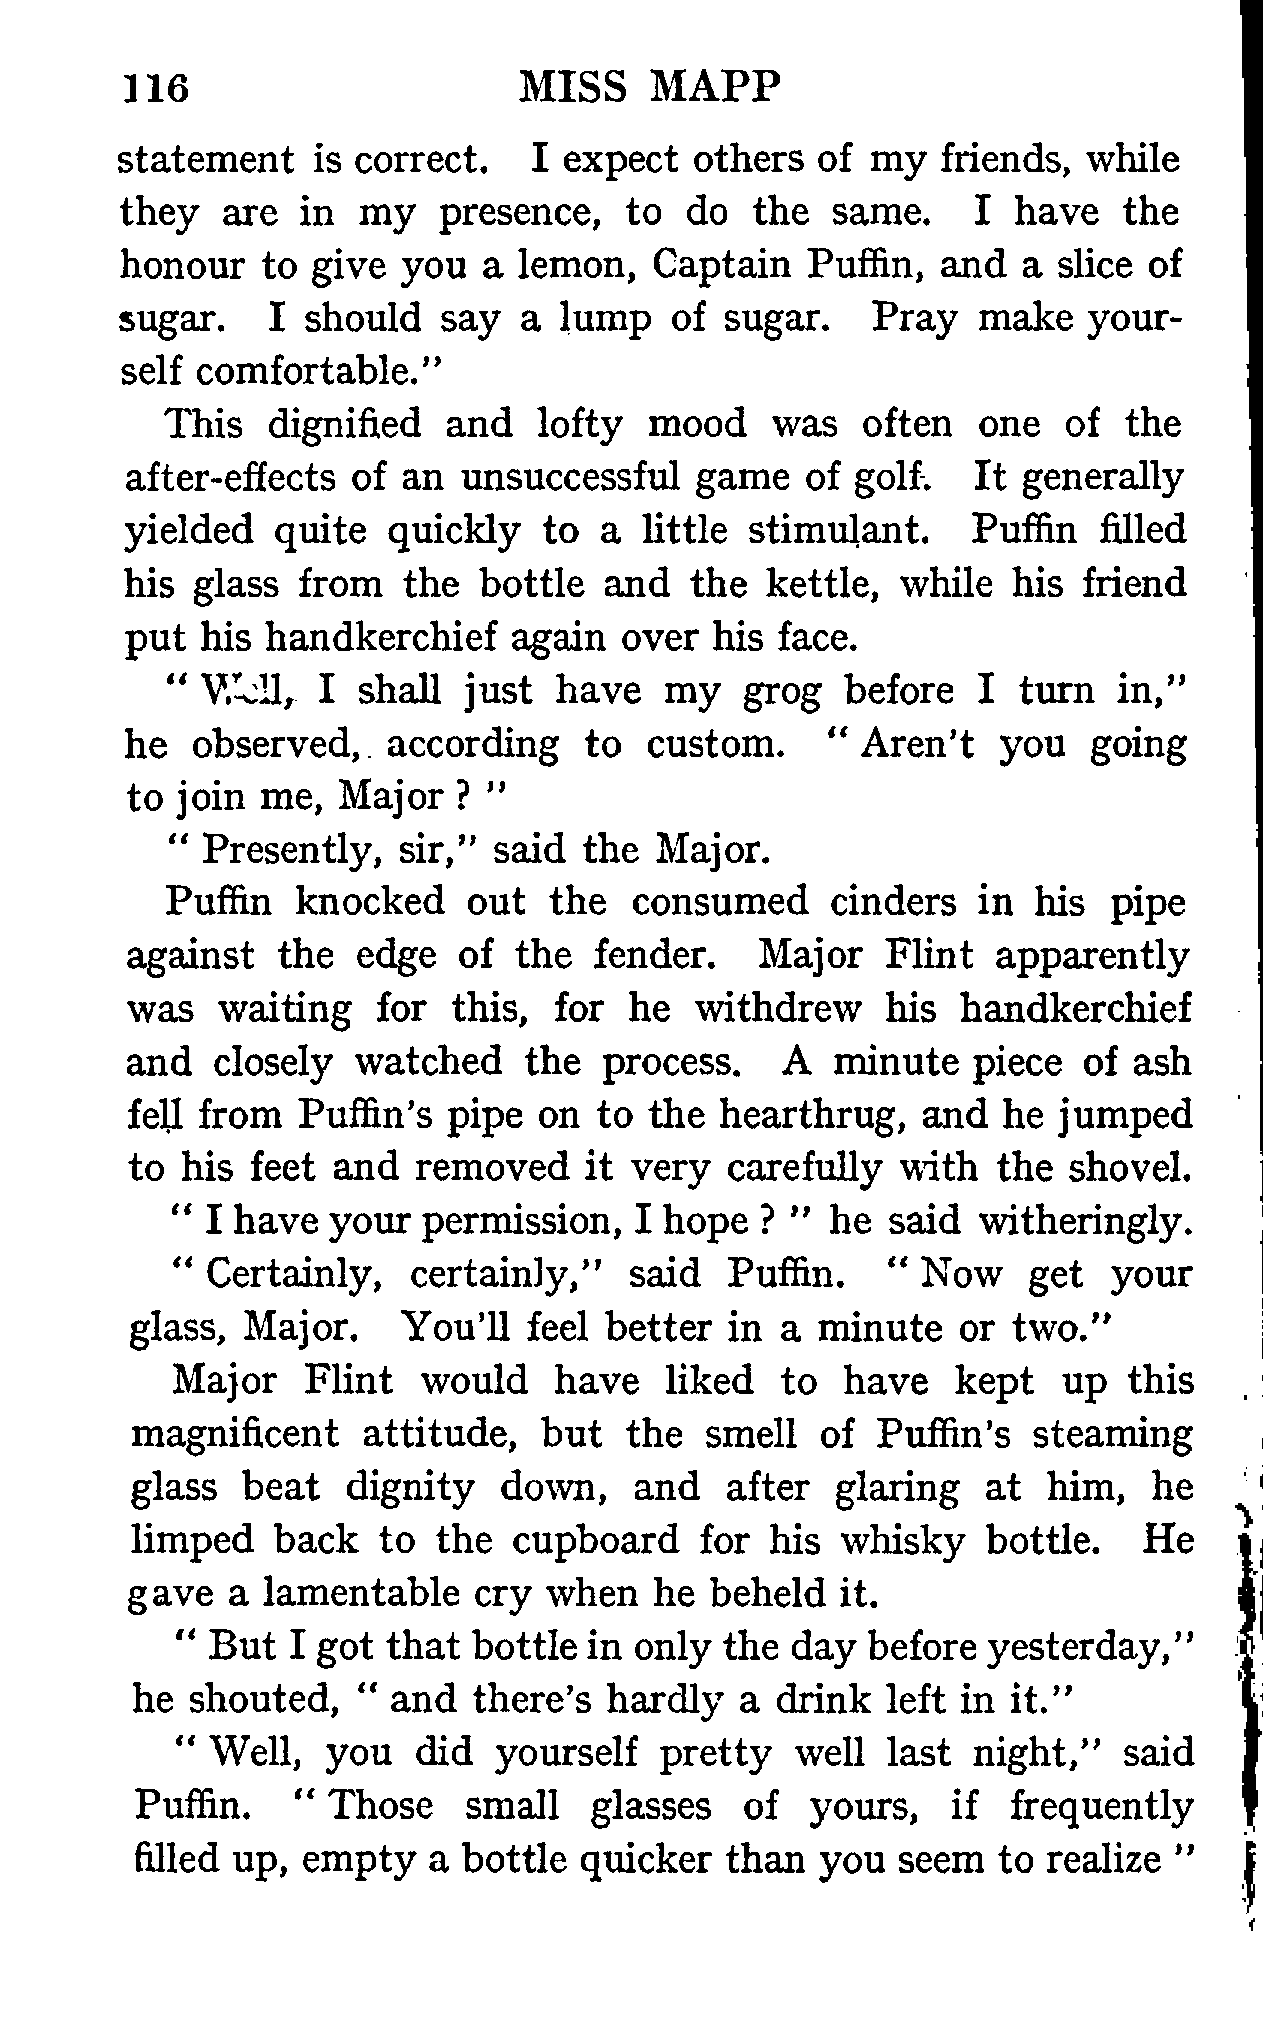 116 MISS MAPP
statement is correct. I expect others of my friends, while
they are in my presence, to do the same. I have the
honour to give you a lemon, Captain Puffin, and a slice of
sugar. I should say a lump of sugar. Pray make your-
self comfortable."
This dignified and lofty mood was often one of the
after-effects of an unsuccessful game of golf. It generally
yielded quite quickly to a little stimulant. Puffin filled
his glass from the bottle and the kettle, while his friend
put his handkerchief again over his face.
" Well, I shall just have my grog before I turn in,"
he observed, according to custom. " Aren't you going
to join me, Major ? "
" Presently, sir," said the Major.
Puffin knocked out the consumed cinders in his pipe
against the edge of the fender. Major Flint apparently
was waiting for this, for he withdrew his handkerchief
and closely watched the process. A minute piece of ash
fell from Puffin's pipe on to the hearthrug, and he jumped
to his feet and removed it very carefully with the shovel.
" I have your permission, I hope ? " he said witheringly.
" Certainly, certainly," said Puffin. " Now get your
glass, Major. You'll feel better in a minute or two."
Major Flint would have liked to have kept up this
magnificent attitude, but the smell of Puffin's steaming
glass beat dignity down, and after glaring at him, he
limped back to the cupboard for his whisky bottle. He
gave a lamentable cry when he beheld it.
" But I got that bottle in only the day before yesterday,"
he shouted, " and there's hardly a drink left in it."
" Well, you did yourself pretty well last night," said
Puffin. " Those small glasses of yours, if frequently
filled up, empty a bottle quicker than you seem to realize "